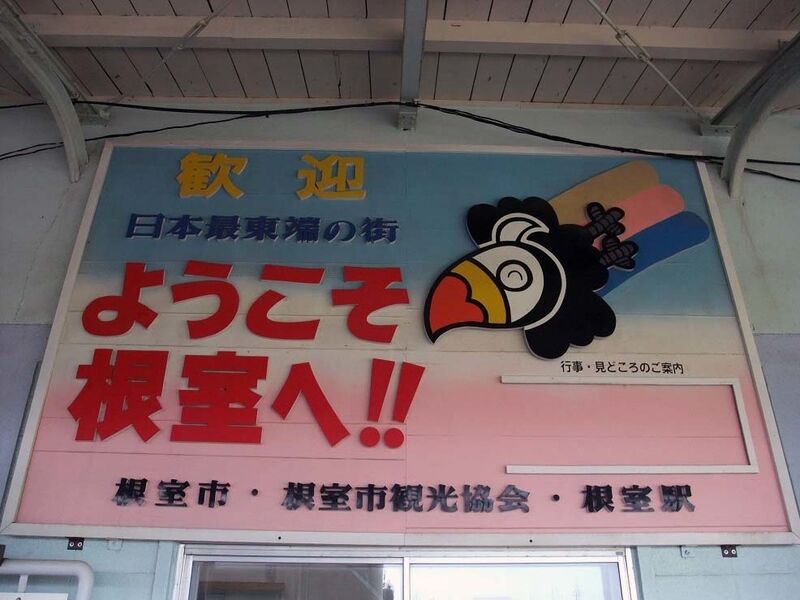 歓迎
日本最東端の街
ようこそ
根室へ!!
行事・見どころのご案内
根室市・根室市観光協会・根室駅